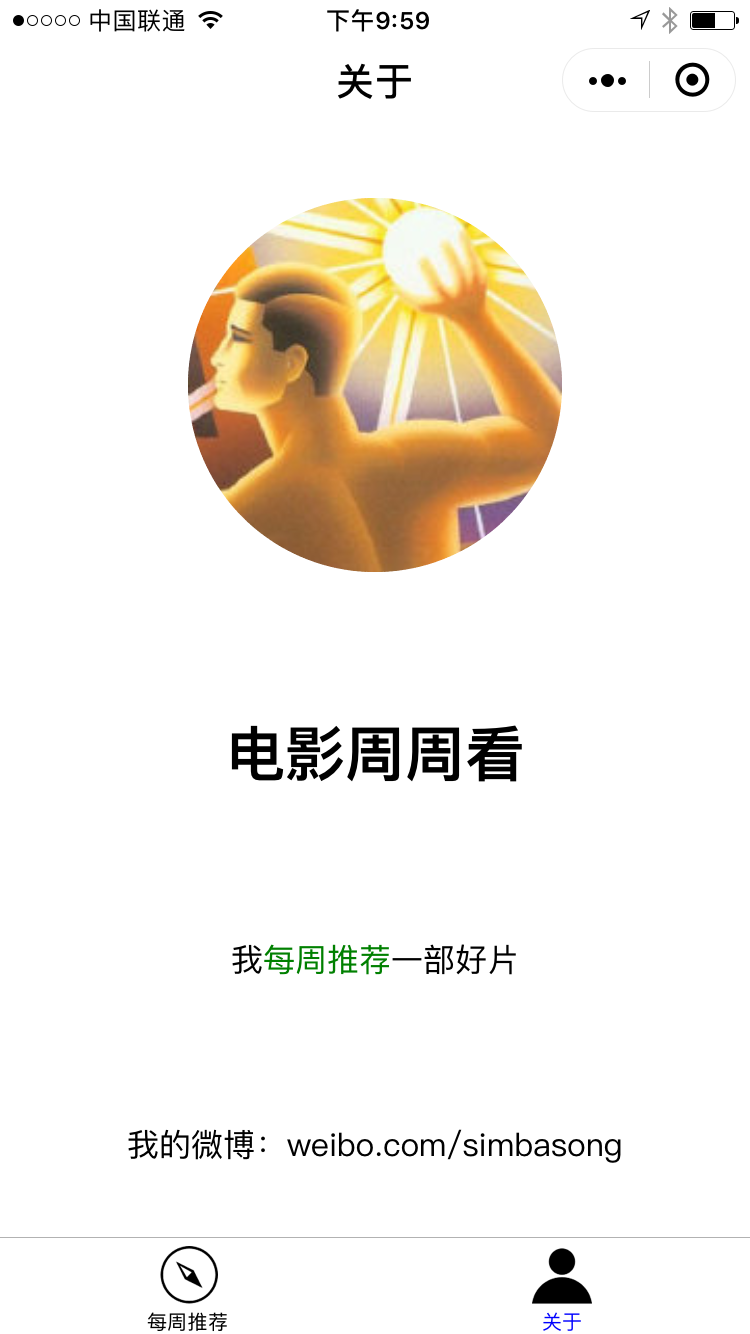 中国联通
下午9:59
关于
电影周周看
我每周推荐一部好片
我的微博：weibo.com/simbasong
每周推荐
关于